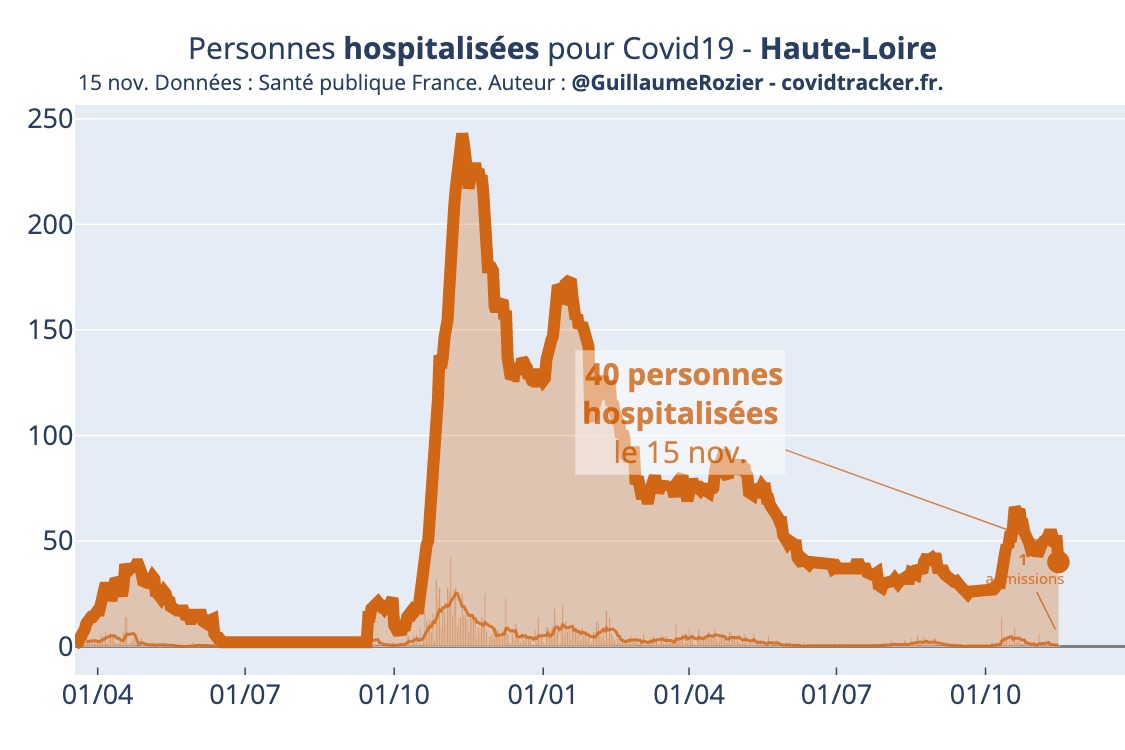 Personnes hospitalisées pour Covid19 - Haute-Loire
15 nov. Données : Santé publique France. Auteur : @GuillaumeRozier - covidtracker.fr.
250
200
150
100
50
0
40 personnes
hospitalisées
le 15 nov.
1
admissions
01/04 01/07 01/10 01/01 01/04 01/07 01/10